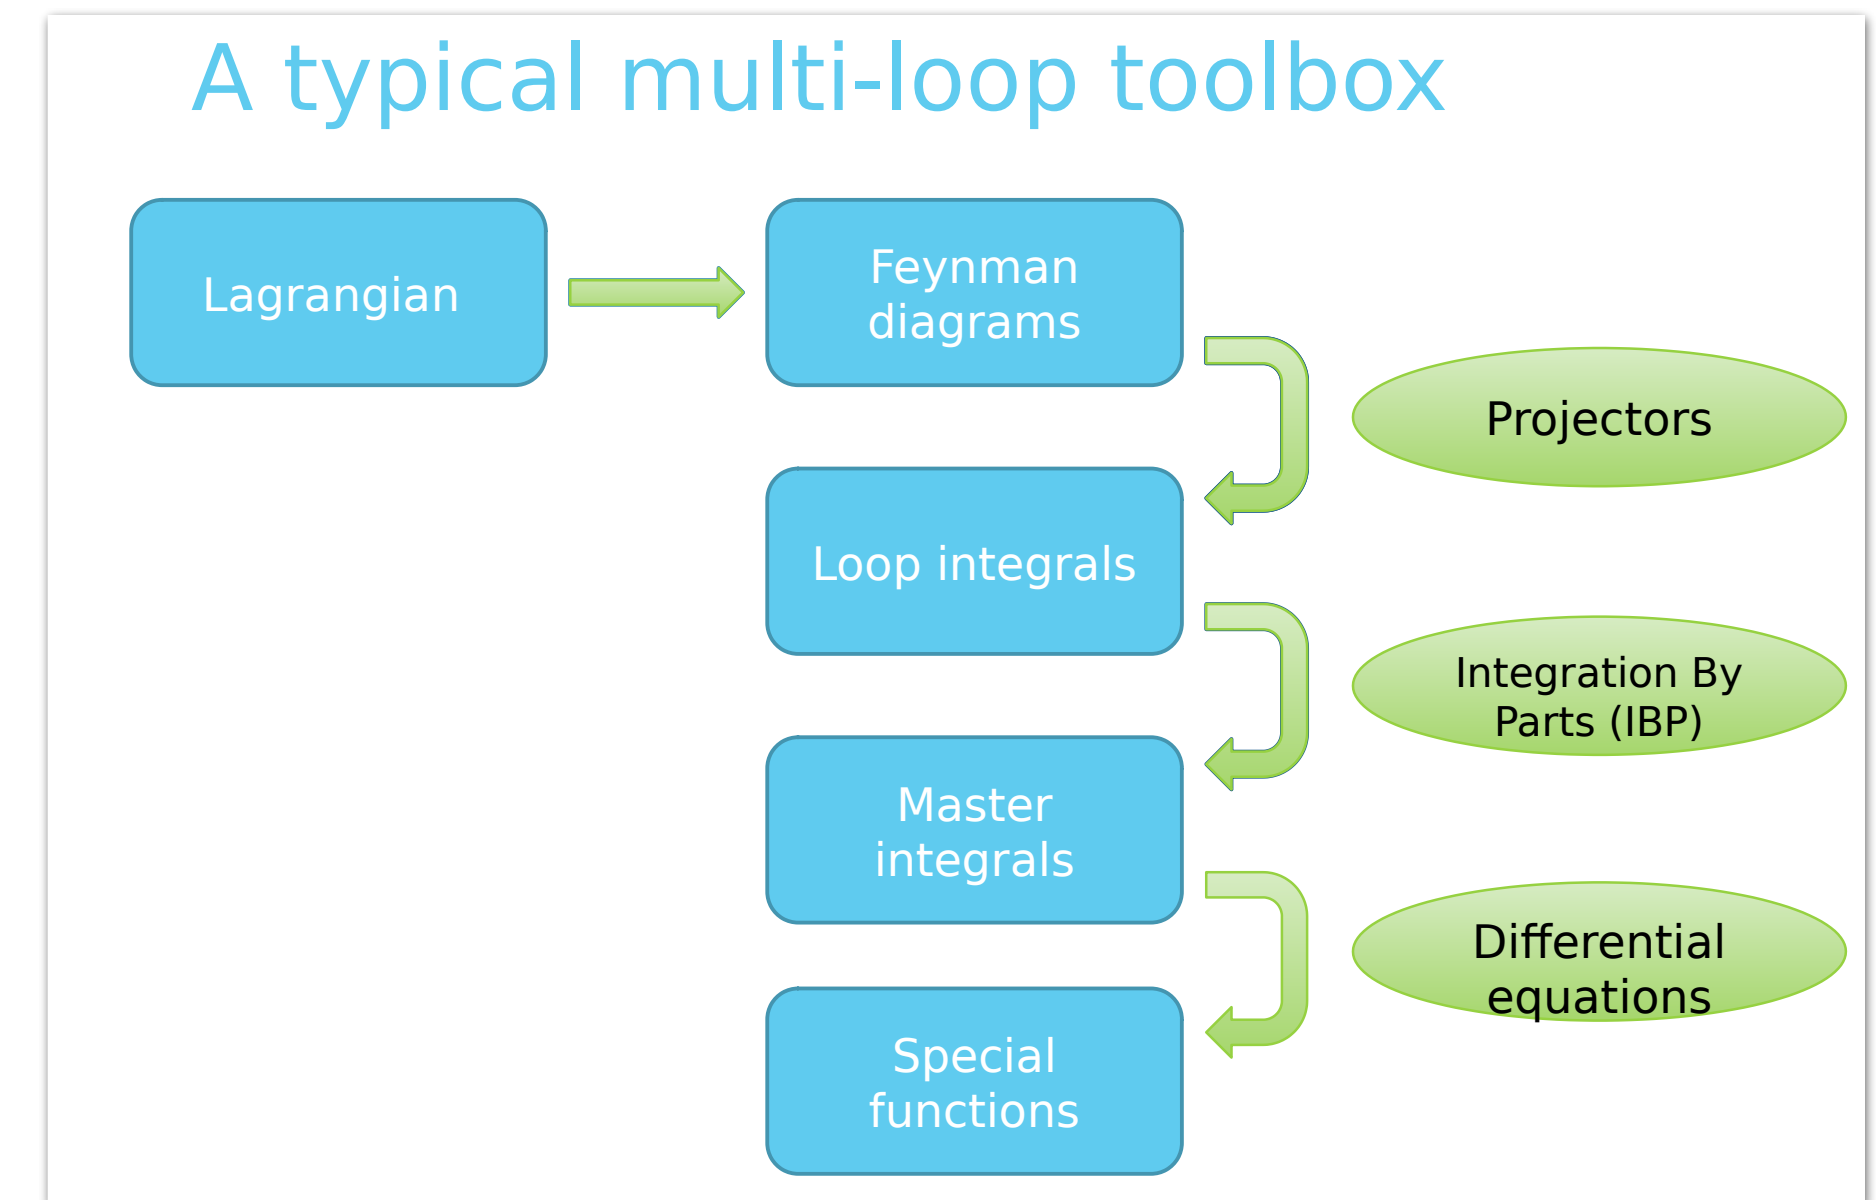 A typical multi-loop toolbox
Lagrangian
Feynman
diagrams
Projectors
Loop integrals
Integration By
Parts (IBP)
Master
integrals
Differential
equations
Special
functions